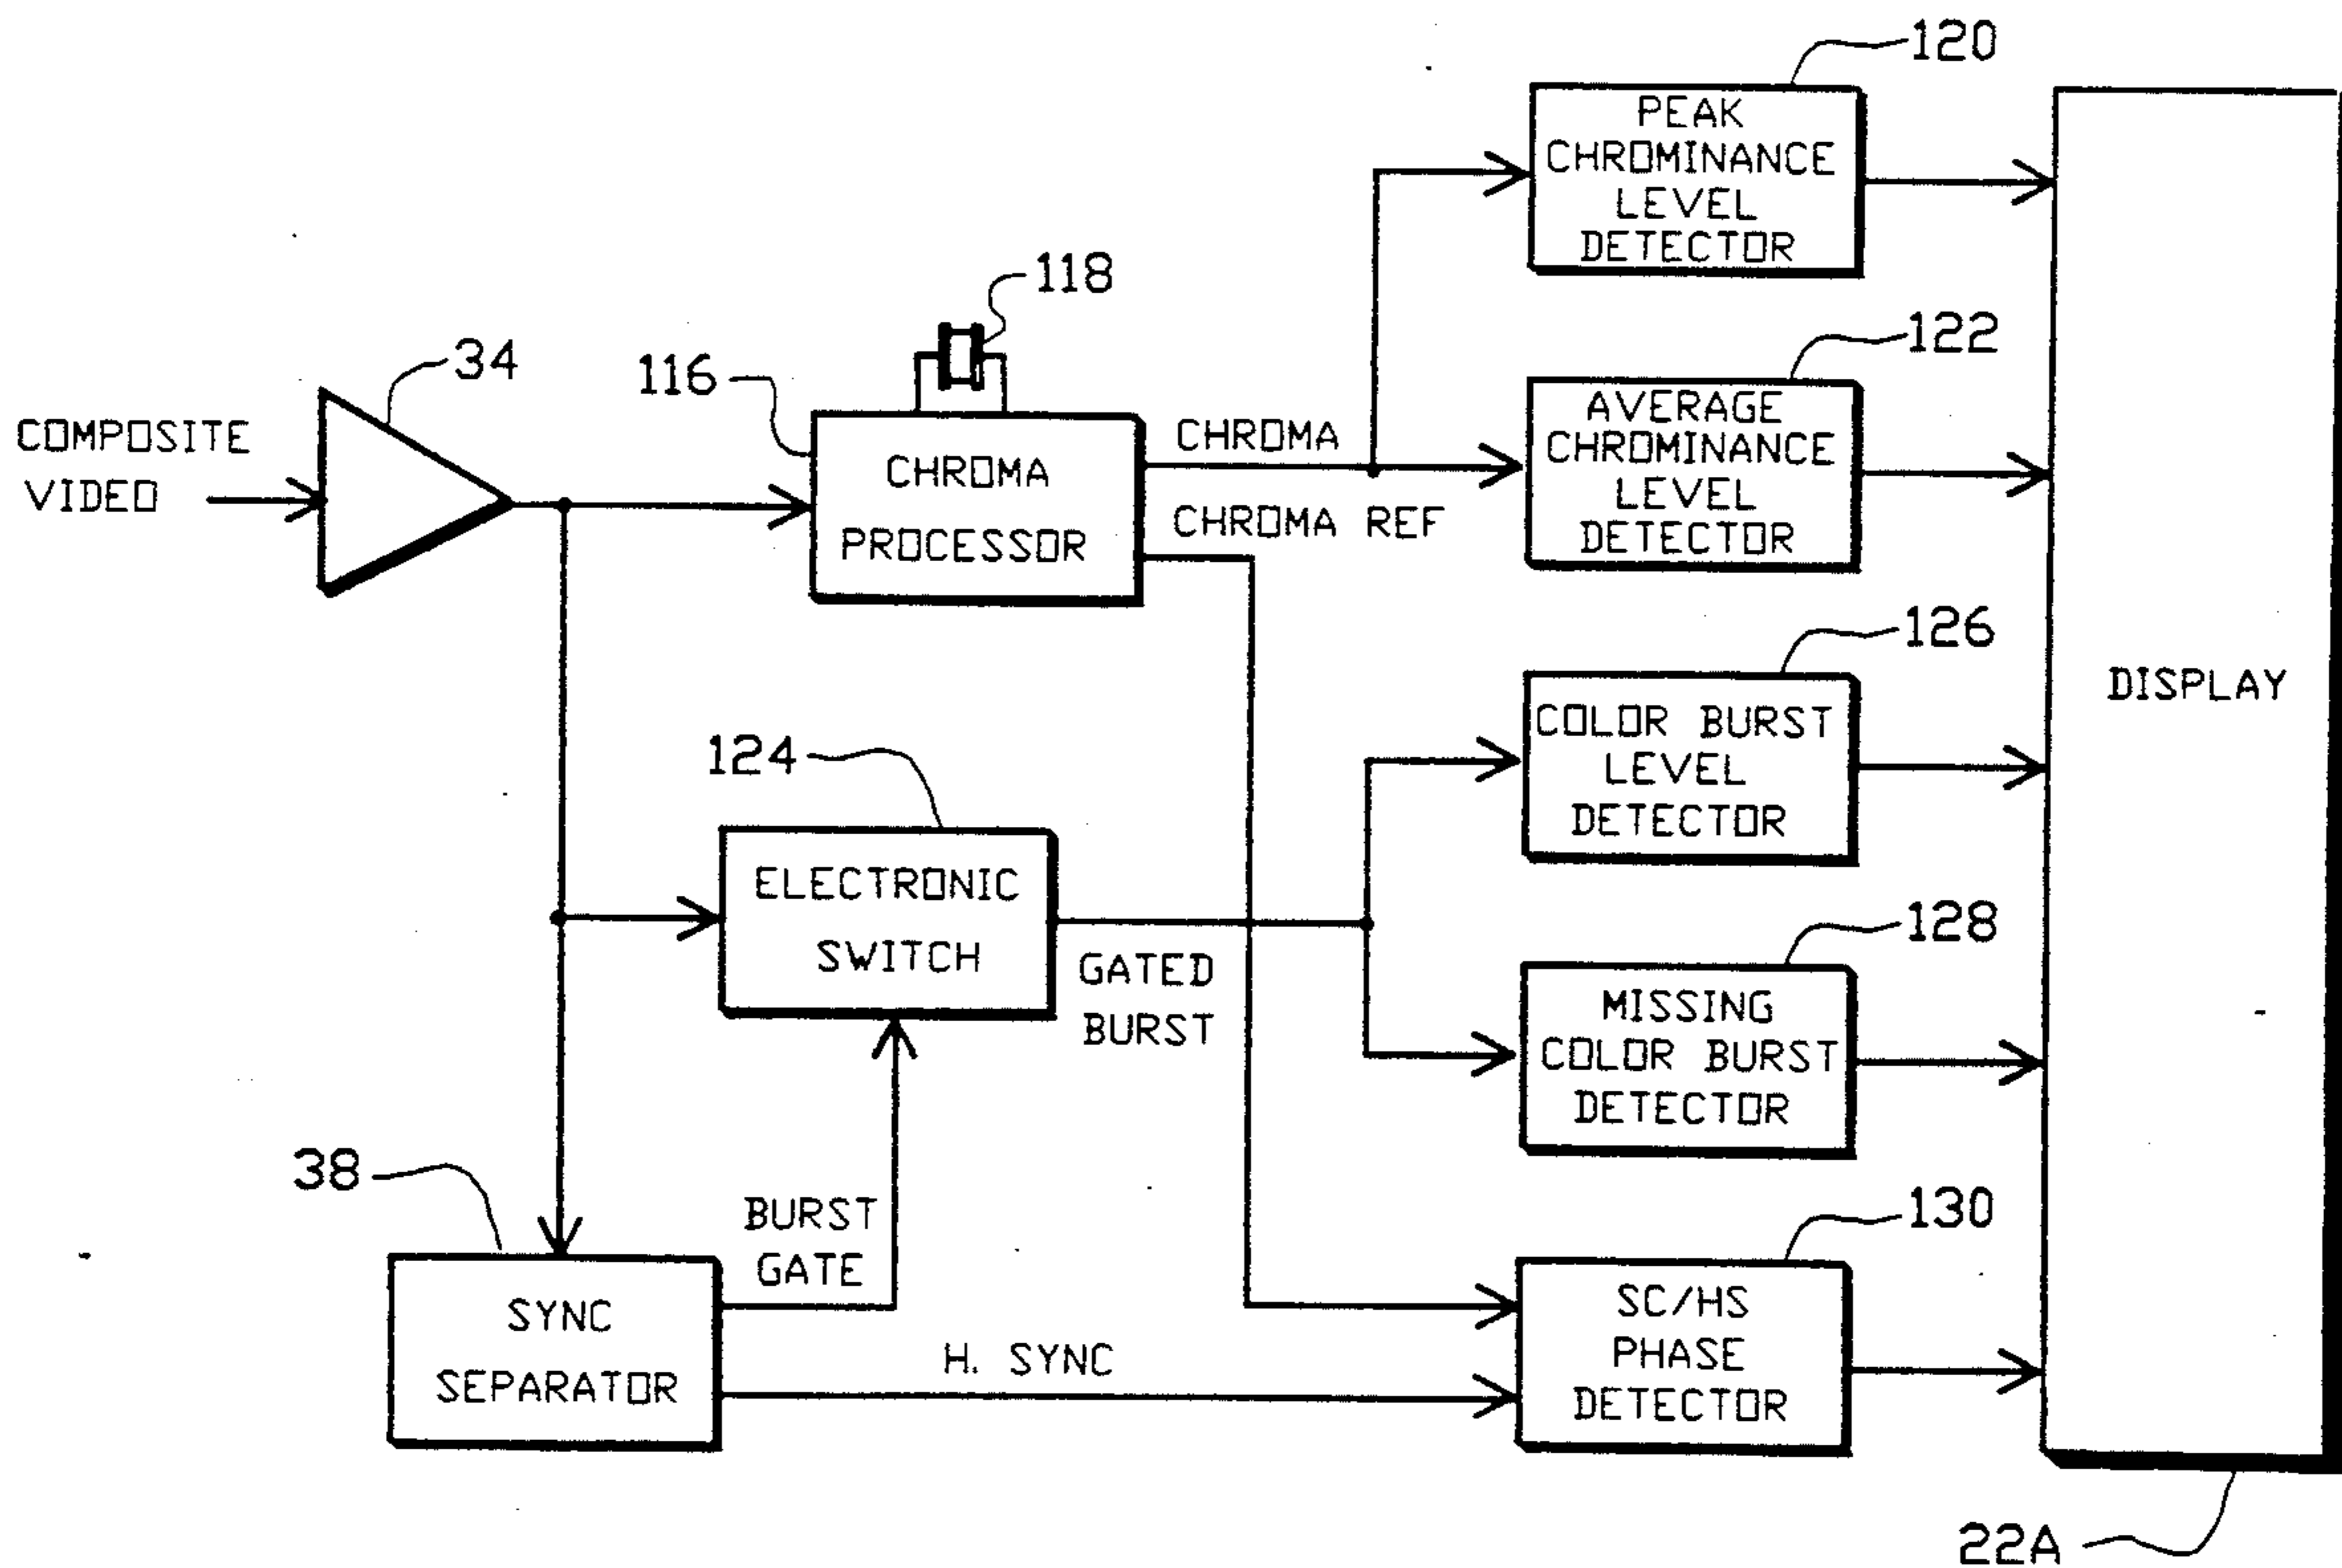 120
PEAK
CHROMINANCE
LEVEL
DETECTOR
118
122
34
116
AVERAGE
CHROMINANCE
LEVEL
DETECTOR
COMPOSITE
VIDEO
CHROMA
PROCESSOR
CHROMA
CHROMA REF
126
DISPLAY
COLOR BURST
LEVEL
DETECTOR
124
ELECTRONIC
SWITCH
GATED
BURST
128
MISSING
COLOR BURST
DETECTOR
38
BURST
GATE
130
SYNC
SEPARATOR
H. SYNC
SC/HS
PHASE
DETECTOR
22A